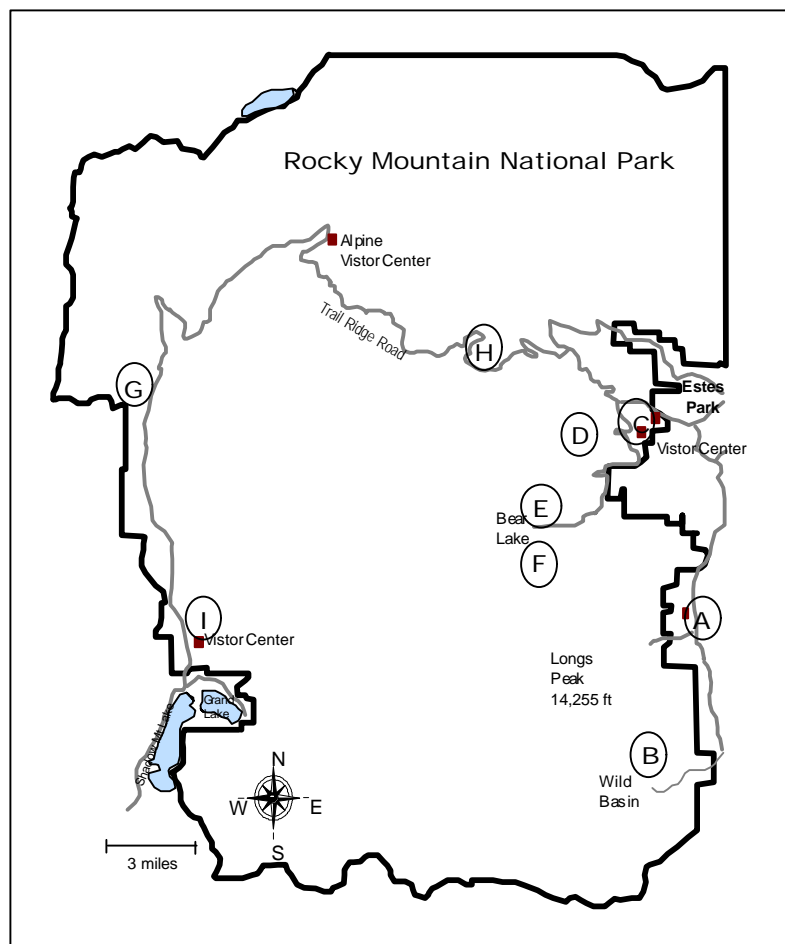 Rocky Mountain National Park
Alpine
Vistor Center
Trail Ridge Road
H
G
Estes
Park
C
D
Vistor Center
E
Bear
Lake
F
I
A
Vistor Center
Longs
Peak
14,255 ft
Grand
Lake
Shadow Mt Lake
B
Wild
Basin
N
W
E
S
3 miles